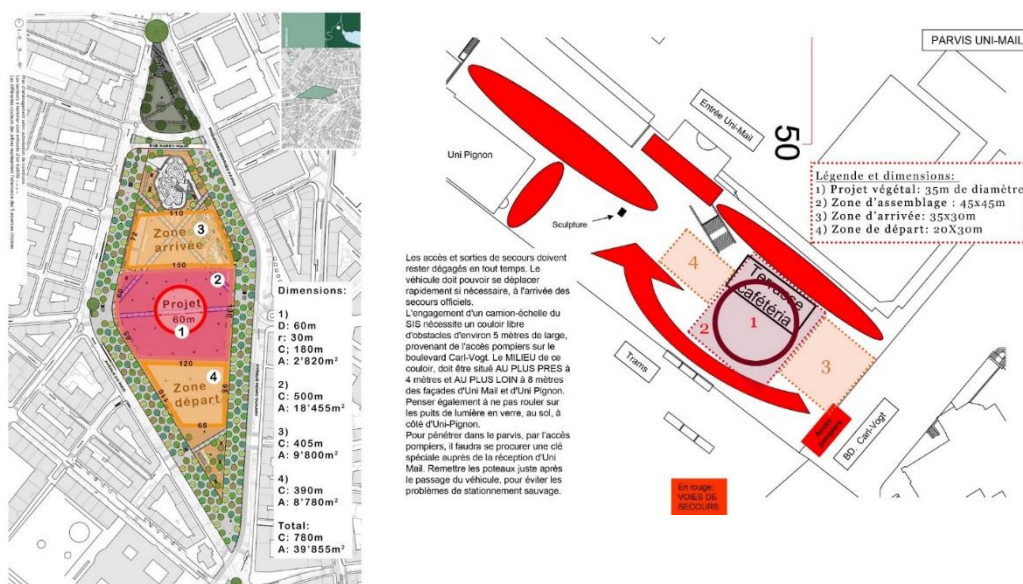 RUE HARRY-MARC
110
Zone
arrivée
3
72
150
2
60
Projet
60m
1
120
4
Zone
départ
110
66
Dimensions:
1)
D: 60m
r: 30m
C; 180m
A: 2'820m²
2)
C: 500m
A: 18'455m²
3)
C: 405m
A: 9'800m²
4)
C: 390m
A: 8'780m²
Total:
C: 780m
A: 39'855m²
PARVIS UNI-MAIL
Entrée Uni-Mail
50
Uni Pignon
Sculpture
Légende et dimensions:
1) Projet végétal: 35m de diamètre
2) Zone d'assemblage : 45x45m
3) Zone d'arrivée: 35x30m
4) Zone de départ: 20X30m
4
Terrasse
cafétéria
1
2
3
Trams
Accès
pompiers
BD. Carl-Vogt
En rouge:
VOIES DE
SECOURS
Les accès et sorties de secours doivent
rester dégagés en tout temps. Le
véhicule doit pouvoir se déplacer
rapidement si nécessaire, à l'arrivée des
secours officiels.
L'engagement d'un camion-échelle du
SIS nécessite un couloir libre
d'obstacles d'environ 5 mètres de large,
provenant de l'accès pompiers sur le
boulevard Carl-Vogt. Le MILIEU de ce
couloir, doit être situé AU PLUS PRES à
4 mètres et AU PLUS LOIN à 8 mètres
des façades d'Uni Mail et d'Uni Pignon.
Penser également à ne pas rouler sur
les puits de lumière en verre, au sol, à
côté d'Uni-Pignon.
Pour pénétrer dans le parvis, par l'accès
pompiers, il faudra se procurer une clé
spéciale auprès de la réception d'Uni
Mail. Remettre les poteaux juste après
le passage du véhicule, pour éviter les
problèmes de stationnement sauvage.